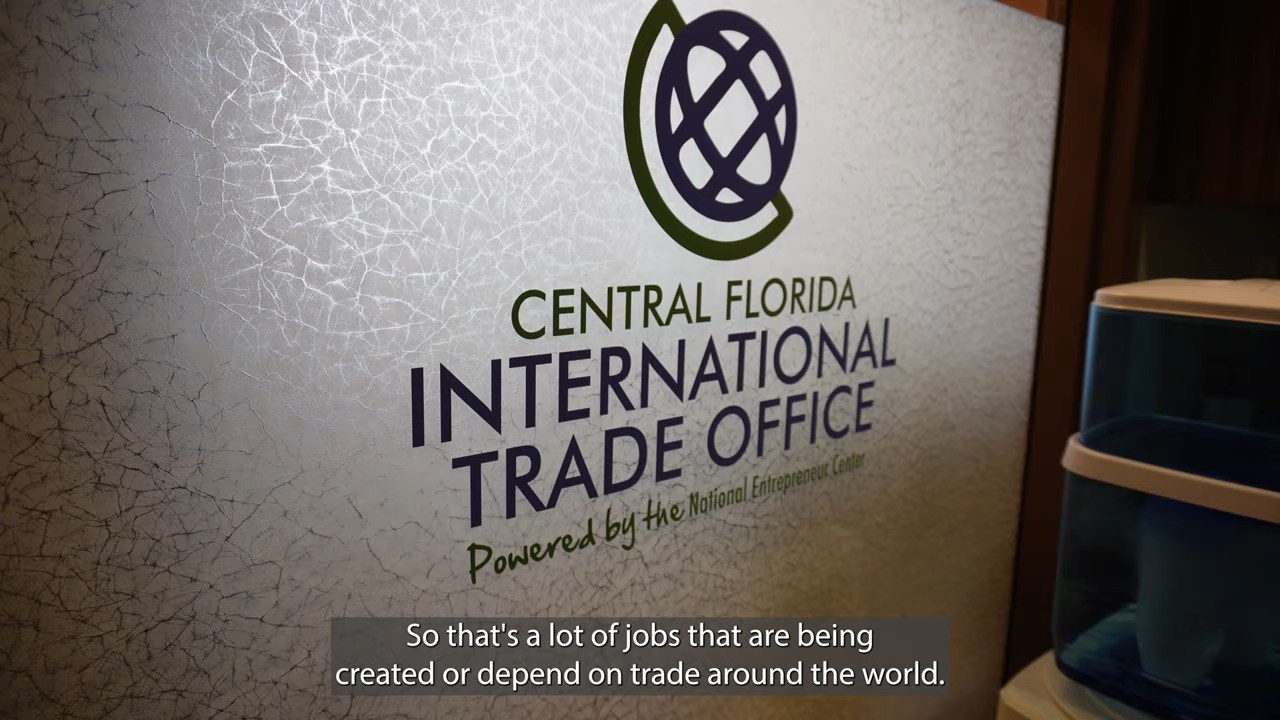 CENTRAL FLORIDA
INTERNATIONAL
TRADE OFFICE
Powered by the National Entrepreneur Center
So that's a lot of jobs that are being
created or depend on trade around the world.